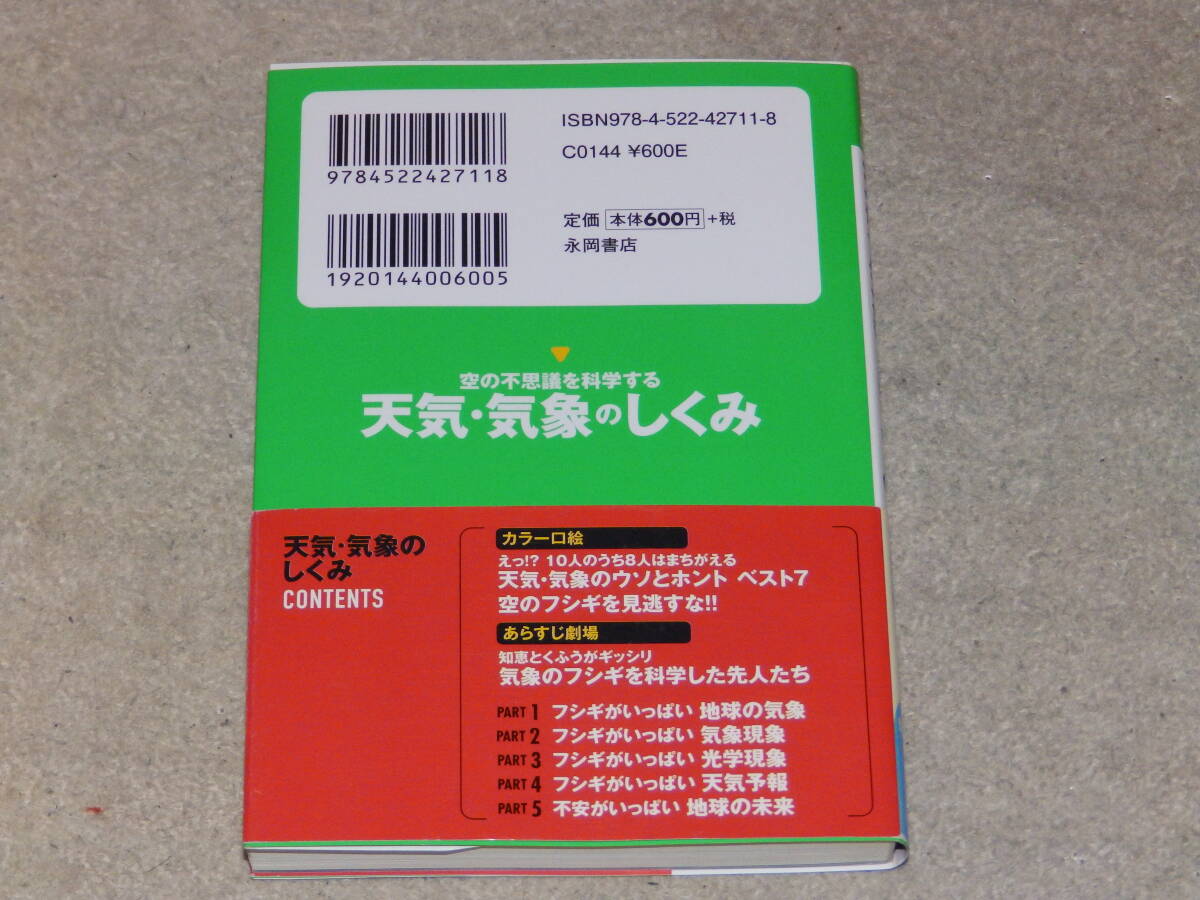 ISBN978-4-522-42711-8
C0144 ¥600E
9784522427118
定価 本体600円+税
永岡書店
1920144006005
空の不思議を科学する
天気・気象のしくみ
天気・気象の
しくみ
CONTENTS
カラー口絵
えっ!? 10人のうち8人はまちがえる
天気・気象のウソとホント ベスト7
空のフシギを見逃すな!!
あらすじ劇場
知恵とくふうがギッシリ
気象のフシギを科学した先人たち
PART 1 フシギがいっぱい 地球の気象
PART 2 フシギがいっぱい 気象現象
PART 3 フシギがいっぱい 光学現象
PART 4 フシギがいっぱい 天気予報
PART 5 不安がいっぱい 地球の未来